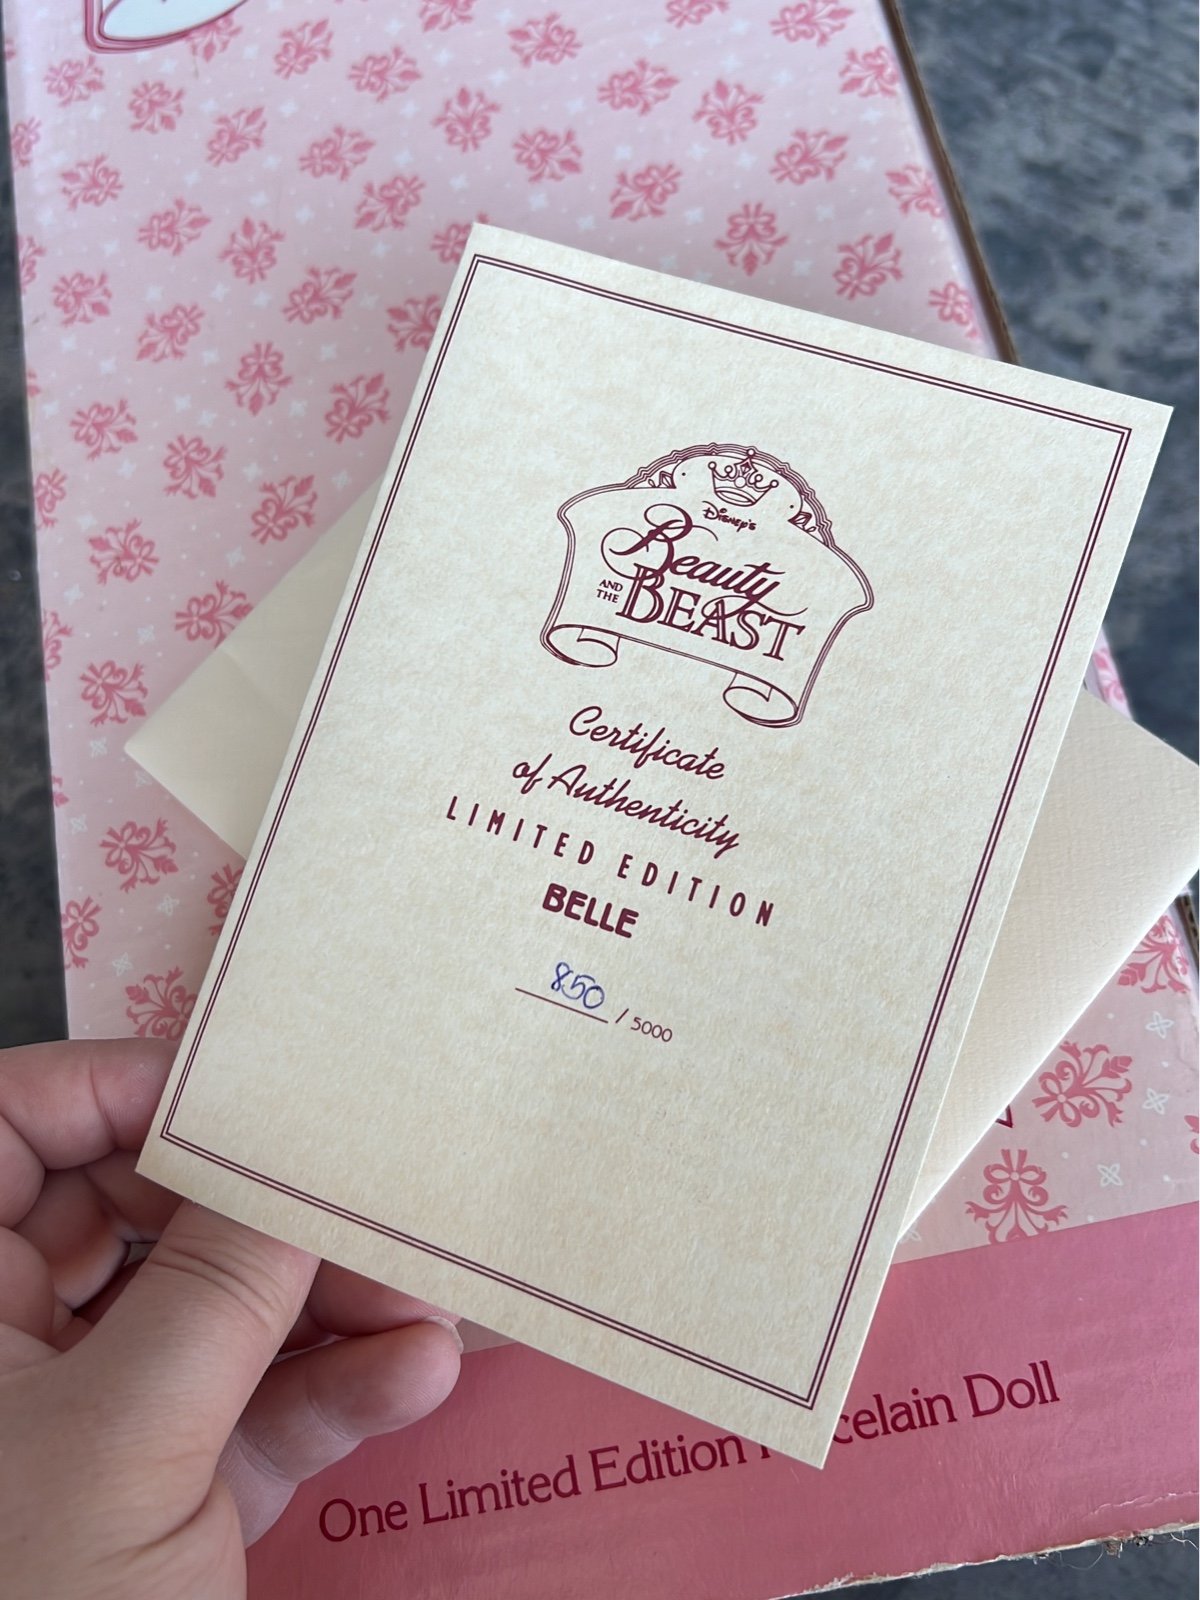 Disney's
Beauty
AND THE
BEAST
Certificate
of Authenticity
LIMITED EDITION
BELLE
850 / 5000
One Limited Edition celain Doll